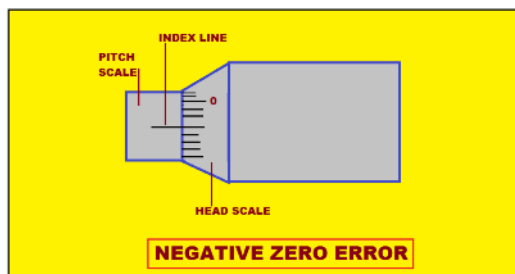 INDEX LINE
PITCH
SCALE
0
HEAD SCALE
NEGATIVE ZERO ERROR